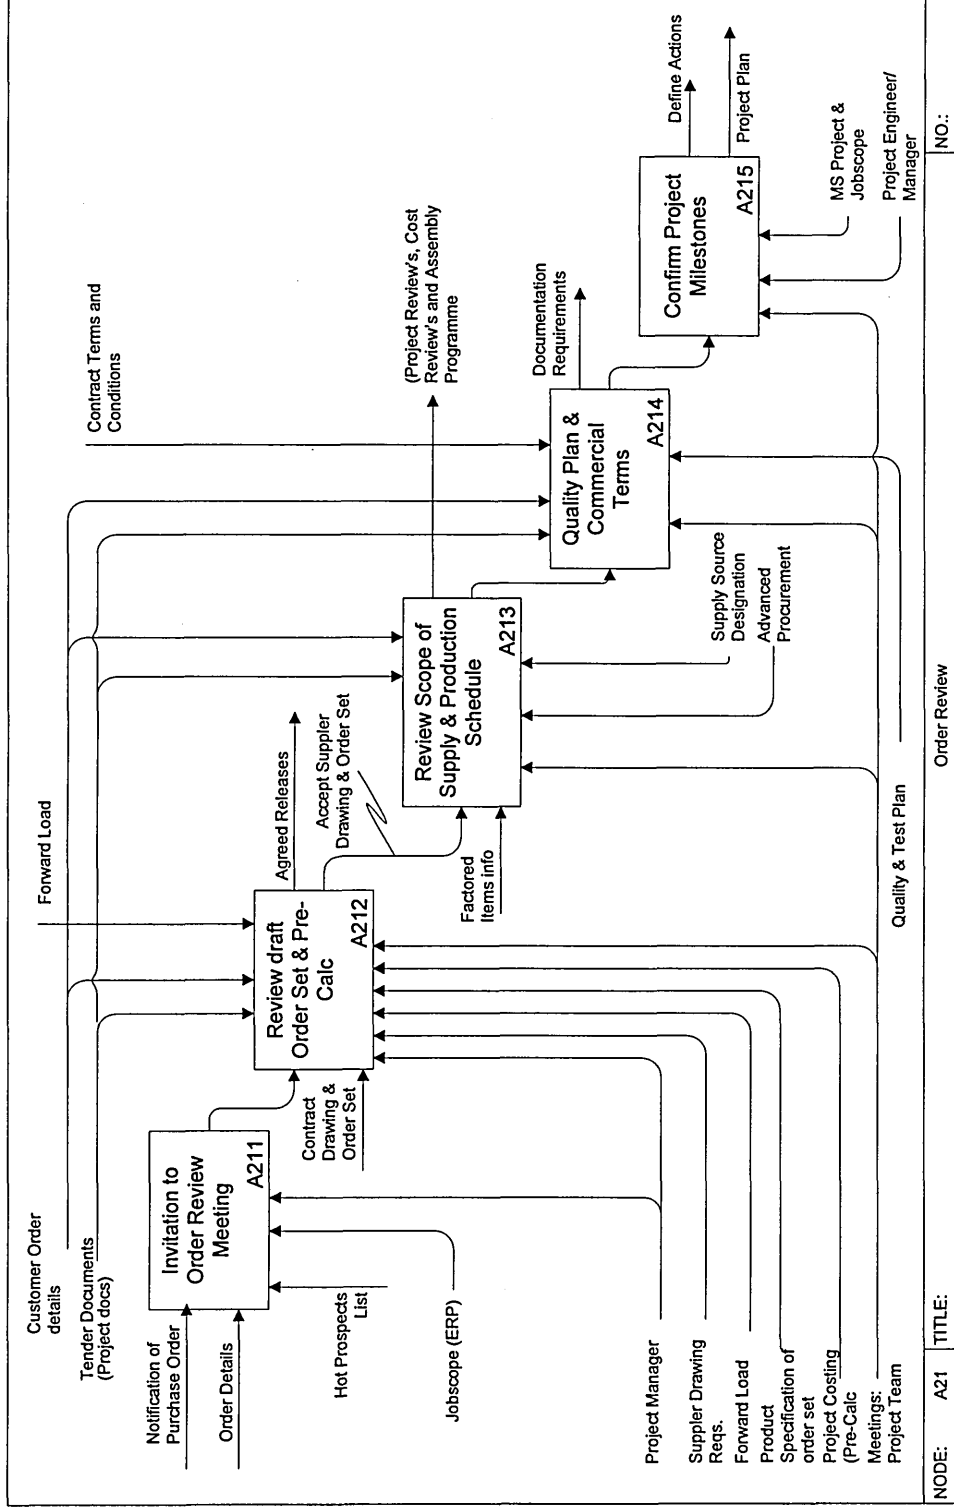 Customer Order
details
Tender Documents
(Project docs)
Forward Load
Contract Terms and
Conditions
Notification of
Purchase Order
Order Details
Invitation to
Order Review
Meeting
A211
Hot Prospects
List
Jobscope (ERP)
Contract
Drawing &
Order Set
Review draft
Order Set & Pre-
Calc
A212
Agreed Releases
Accept Suppler
Drawing & Order Set
Factored
Items info
Review Scope of
Supply & Production
Schedule
A213
(Project Review's, Cost
Review's and Assembly
Programme
Supply Source
Designation
Advanced
Procurement
Quality Plan &
Commercial
Terms
A214
Documentation
Requirements
Confirm Project
Milestones
A215
Define Actions
Project Plan
MS Project &
Jobscope
Project Engineer/
Manager
Project Manager
Suppler Drawing
Reqs.
Forward Load
Product
Specification of
order set
Project Costing
(Pre-Calc
Meetings:
Project Team
Quality & Test Plan
NODE: A21
TITLE: Order Review
NO.: